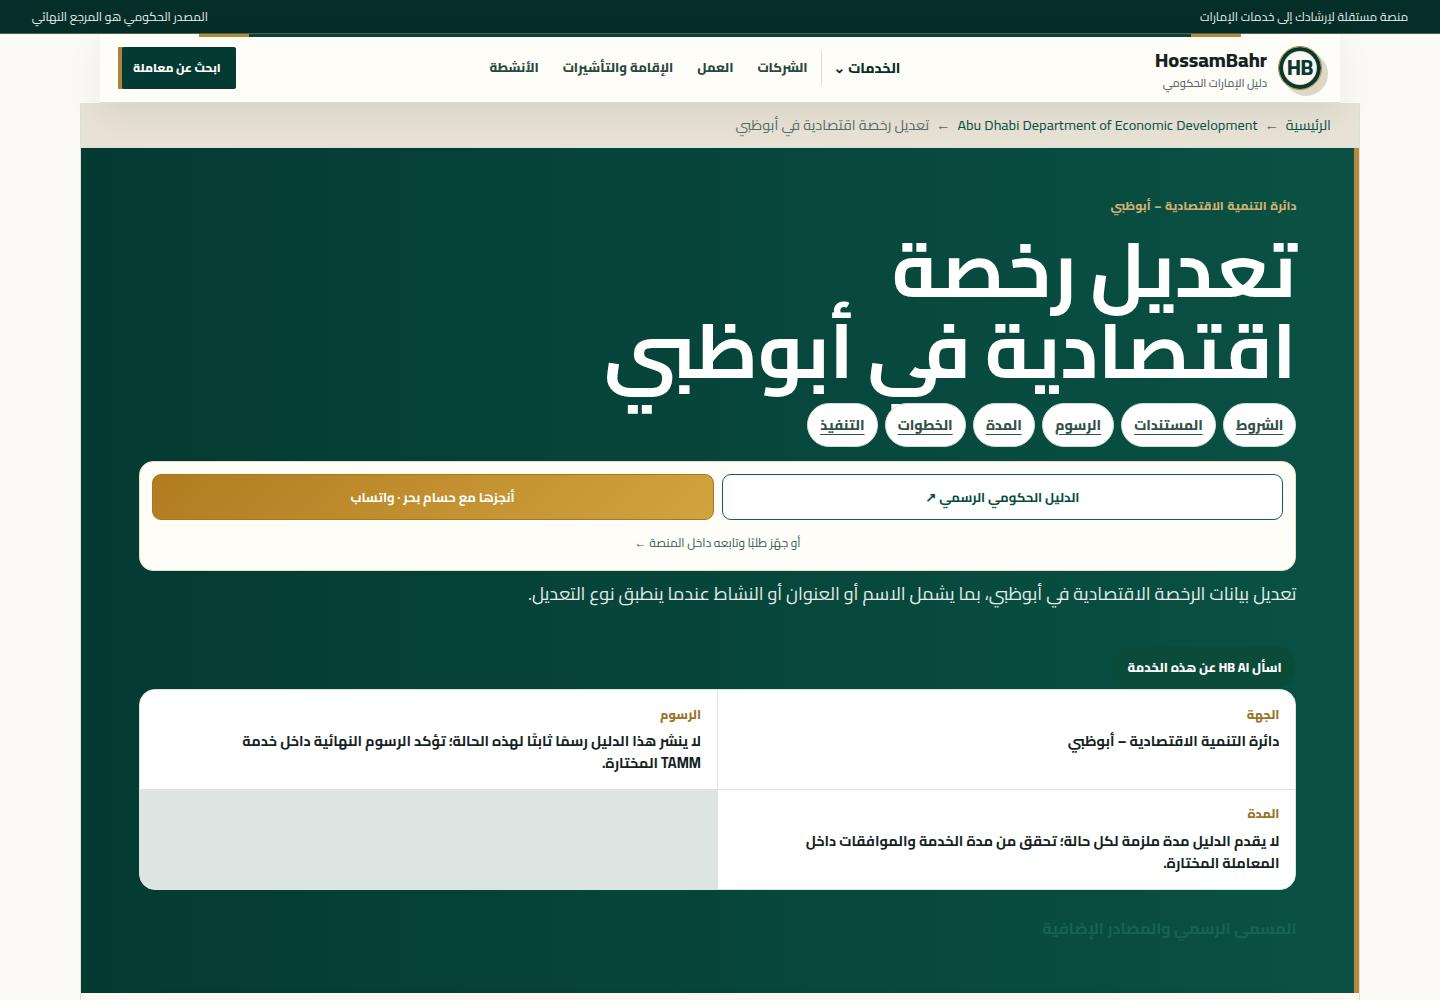 منصة مستقلة لإرشادك إلى خدمات الإمارات
المصدر الحكومي هو المرجع النهائي
HB
HossamBahr
دليل الإمارات الحكومي
الخدمات ⌄
الشركات
العمل
الإقامة والتأشيرات
الأنشطة
ابحث عن معاملة
الرئيسية ← Abu Dhabi Department of Economic Development ← تعديل رخصة اقتصادية في أبوظبي
دائرة التنمية الاقتصادية – أبوظبي
تعديل رخصة
اقتصادية في أبوظبي
الشروط
المستندات
الرسوم
المدة
الخطوات
التنفيذ
الدليل الحكومي الرسمي ↗
أنجزها مع حسام بحر · واتساب
أو جهّز طلبًا وتابعه داخل المنصة ←
تعديل بيانات الرخصة الاقتصادية في أبوظبي، بما يشمل الاسم أو العنوان أو النشاط عندما ينطبق نوع التعديل.
اسأل HB AI عن هذه الخدمة
الجهة
دائرة التنمية الاقتصادية – أبوظبي
الرسوم
لا ينشر هذا الدليل رسمًا ثابتًا لهذه الحالة؛ تؤكد الرسوم النهائية داخل خدمة
TAMM المختارة.
المدة
لا يقدم الدليل مدة ملزمة لكل حالة؛ تحقق من مدة الخدمة والموافقات داخل
المعاملة المختارة.
المسمى الرسمي والمصادر الإضافية